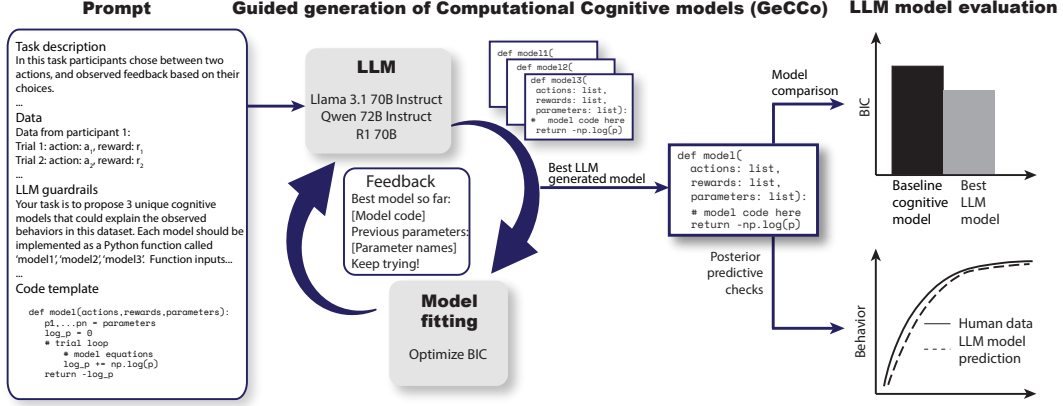 Prompt
Guided generation of Computational Cognitive models (GeCCo)
LLM model evaluation
Task description
In this task participants chose between two
actions, and observed feedback based on their
choices.
...
Data
Data from participant 1:
Trial 1: action: a1, reward: r1
Trial 2: action: a2, reward: r2
...
LLM guardrails
Your task is to propose 3 unique cognitive
models that could explain the observed
behaviors in this dataset. Each model should be
implemented as a Python function called
‘model1’, ‘model2’, ‘model3’. Function inputs...
...
Code template
def model(actions,rewards,parameters):
p1,...pn = parameters
log_p = 0
# trial loop
# model equations
log_p += np.log(p)
return -log_p
LLM
Llama 3.1 70B Instruct
Qwen 72B Instruct
R1 70B
Feedback
Best model so far:
[Model code]
Previous parameters:
[Parameter names]
Keep trying!
Model
fitting
Optimize BIC
def model1(
def model2(
def model3(
actions: list,
rewards: list,
parameters: list):
# model code here
return -np.log(p)
Best LLM
generated model
def model(
actions: list,
rewards: list,
parameters: list):
# model code here
return -np.log(p)
Model
comparison
Posterior
predictive
checks
BIC
Baseline
cognitive
model
Best
LLM
model
Behavior
Human data
LLM model
prediction